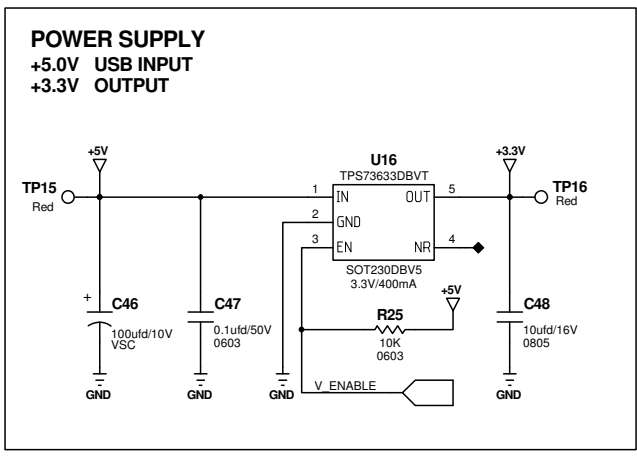 POWER SUPPLY
+5.0V USB INPUT
+3.3V OUTPUT
+5V
U16
TPS73633DBVT
+3.3V
TP15
Red
1
IN
OUT
5
TP16
Red
2
GND
3
EN
NR
4
SOT230DBV5
3.3V/400mA
+5V
+
C46
100ufd/10V
VSC
C47
0.1ufd/50V
0603
R25
10K
0603
C48
10ufd/16V
0805
V_ENABLE
GND
GND
GND
GND